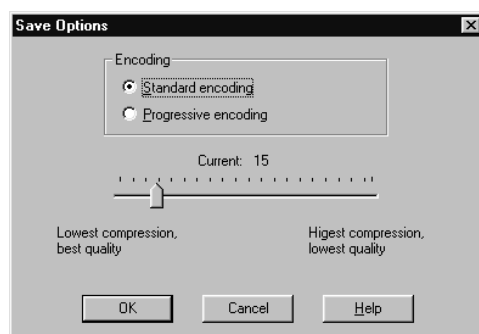 Save Options
Encoding
Standard encoding
Progressive encoding
Current: 15
Lowest compression, Higest compression,
best quality lowest quality
OK Cancel Help